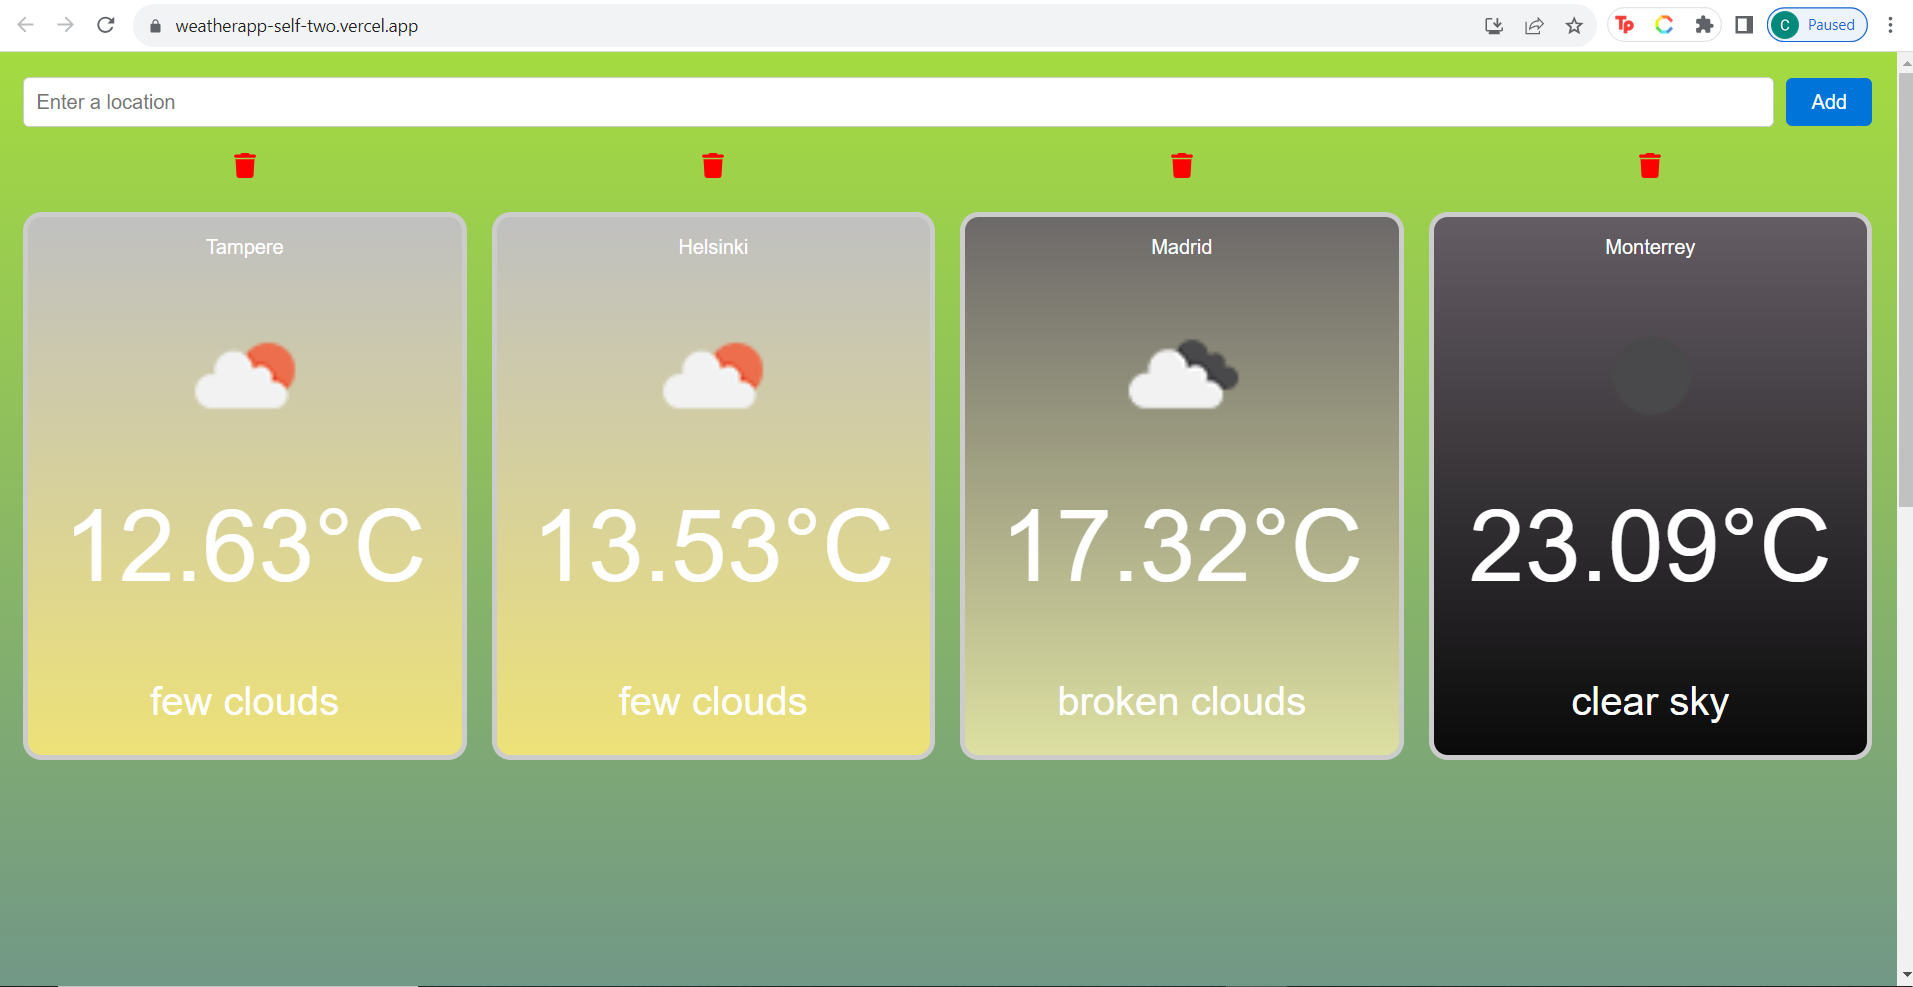 weatherapp-self-two.vercel.app
Tp
C Paused
Enter a location
Add
Tampere
12.63°C
few clouds
Helsinki
13.53°C
few clouds
Madrid
17.32°C
broken clouds
Monterrey
23.09°C
clear sky